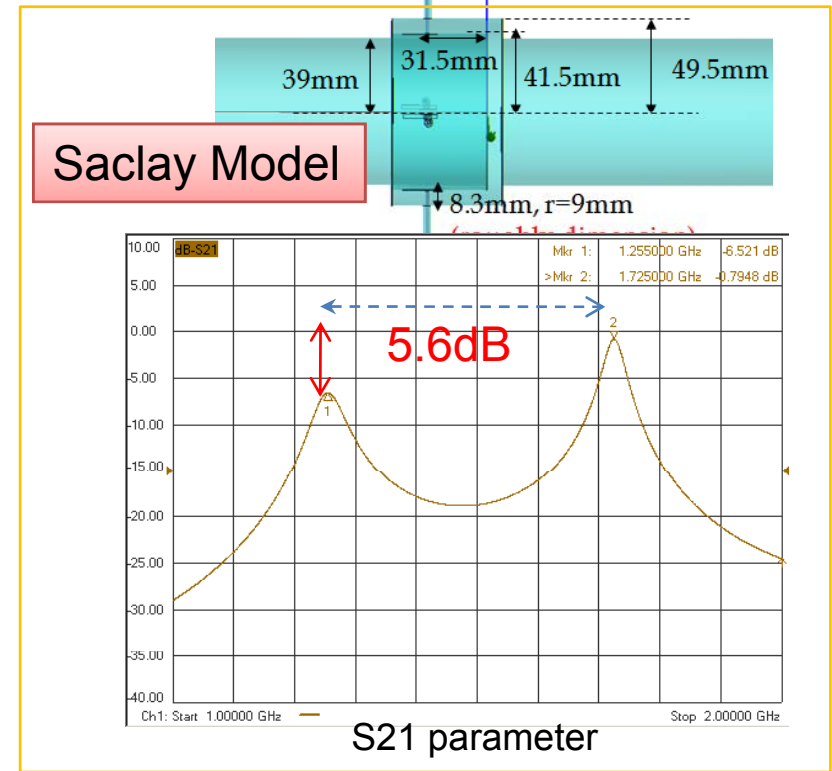 39mm
31.5mm
41.5mm
49.5mm
Saclay Model
8.3mm, r=9mm
10.00
dB-S21
Mkr 1: 1.255000 GHz -6.521 dB
>Mkr 2: 1.725000 GHz -0.7948 dB
5.00
0.00
5.6dB
2
-5.00
1
-10.00
-15.00
-20.00
-25.00
-30.00
-35.00
-40.00
Ch1: Start 1.00000 GHz
Stop 2.00000 GHz
S21 parameter